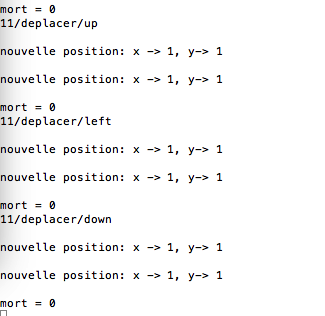 mort = 0
11/deplacer/up
nouvelle position: x -> 1, y-> 1
nouvelle position: x -> 1, y-> 1
mort = 0
11/deplacer/left
nouvelle position: x -> 1, y-> 1
nouvelle position: x -> 1, y-> 1
mort = 0
11/deplacer/down
nouvelle position: x -> 1, y-> 1
nouvelle position: x -> 1, y-> 1
mort = 0